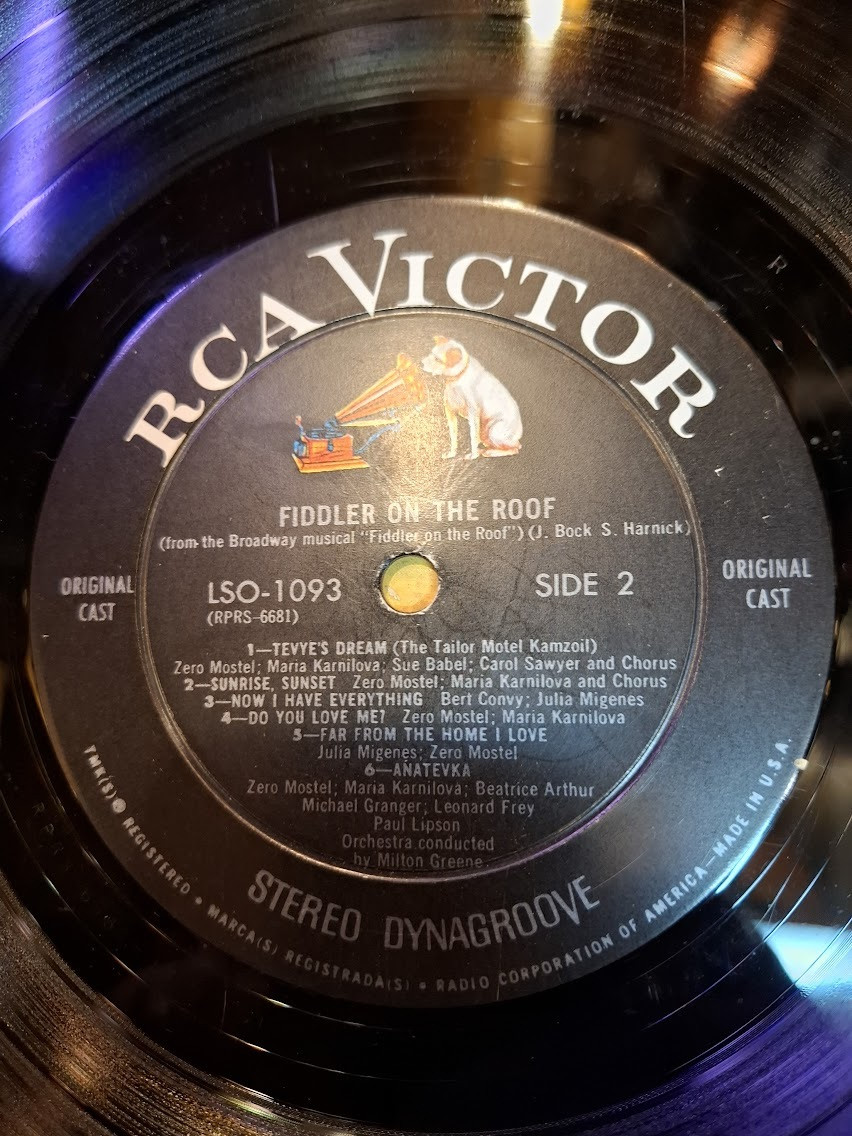 RCA VICTOR
FIDDLER ON THE ROOF
(from the Broadway musical "Fiddler on the Roof") (J. Bock S. Harnick)
ORIGINAL
CAST
LSO-1093
(RPRS-6681)
SIDE 2
ORIGINAL
CAST
1—TEVYE'S DREAM (The Tailor Motel Kamzoil)
Zero Mostel; Maria Karnilova; Sue Babel; Carol Sawyer and Chorus
2—SUNRISE, SUNSET Zero Mostel; Maria Karnilova and Chorus
3—NOW I HAVE EVERYTHING Bert Convy; Julia Migenes
4—DO YOU LOVE ME? Zero Mostel; Maria Karnilova
5—FAR FROM THE HOME I LOVE
Julia Migenes; Zero Mostel
6—ANATEVKA
Zero Mostel; Maria Karnilova; Beatrice Arthur
Michael Granger; Leonard Frey
Paul Lipson
Orchestra conducted
by Milton Greene
STEREO DYNAGROOVE
TMK(S)® REGISTERED • MARCA(S) REGISTRADA(S) • RADIO CORPORATION OF AMERICA—MADE IN U.S.A.
R